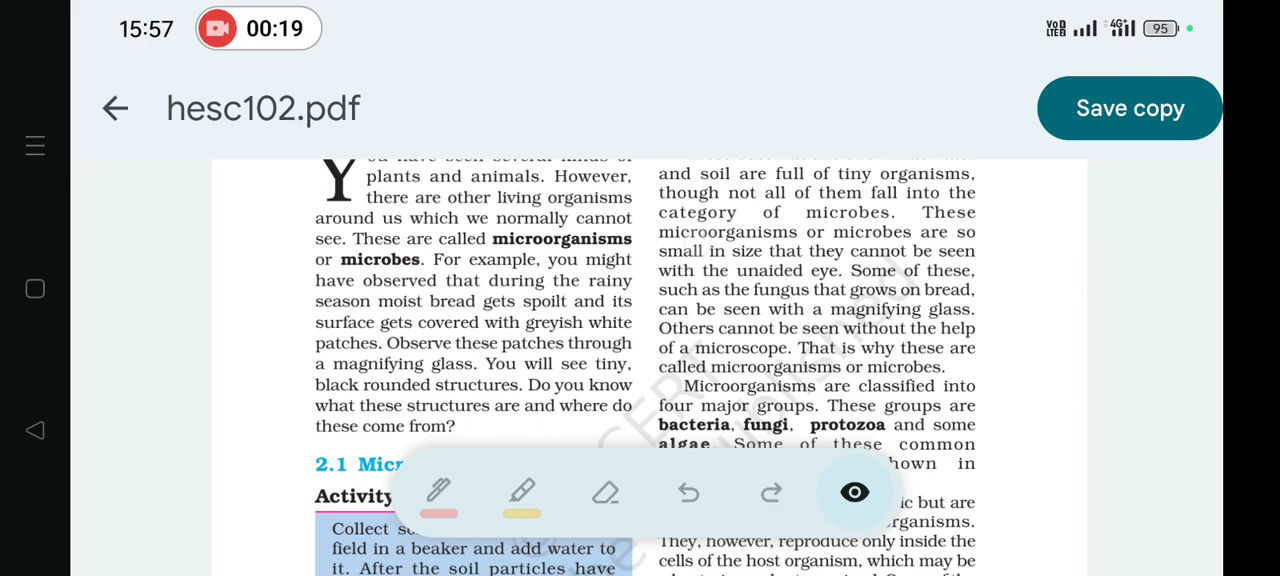 15:57
00:19
VoD
LTE
4G+
95
hesc102.pdf
Save copy
You have seen several kinds of
plants and animals. However,
there are other living organisms
around us which we normally cannot
see. These are called microorganisms
or microbes. For example, you might
have observed that during the rainy
season moist bread gets spoilt and its
surface gets covered with greyish white
patches. Observe these patches through
a magnifying glass. You will see tiny,
black rounded structures. Do you know
what these structures are and where do
these come from?
2.1 Micr
Activity
Collect so
field in a beaker and add water to
it. After the soil particles have
and soil are full of tiny organisms,
though not all of them fall into the
category of microbes. These
microorganisms or microbes are so
small in size that they cannot be seen
with the unaided eye. Some of these,
such as the fungus that grows on bread,
can be seen with a magnifying glass.
Others cannot be seen without the help
of a microscope. That is why these are
called microorganisms or microbes.
Microorganisms are classified into
four major groups. These groups are
bacteria, fungi, protozoa and some
algae. Some of these common
hown in
ic but are
rganisms.
They, however, reproduce only inside the
cells of the host organism, which may be